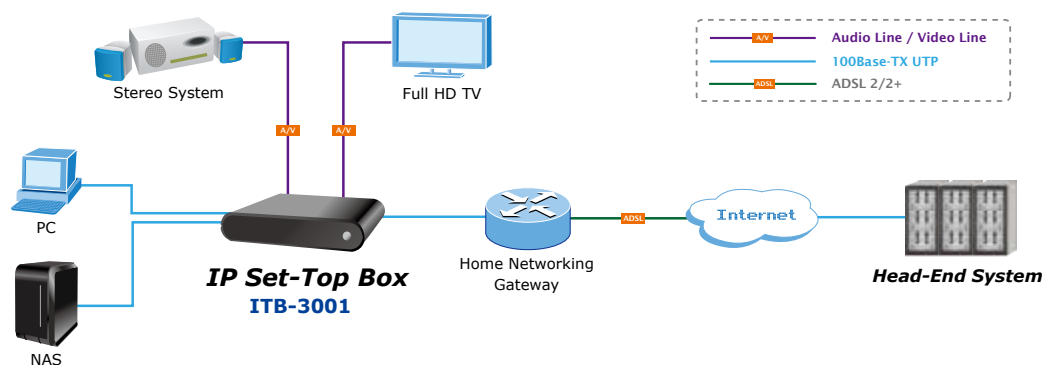 A/V
Audio Line / Video Line
100Base-TX UTP
ADSL
ADSL 2/2+
Stereo System
Full HD TV
A/V
A/V
PC
Internet
ADSL
Home Networking
Gateway
IP Set-Top Box
ITB-3001
Head-End System
NAS